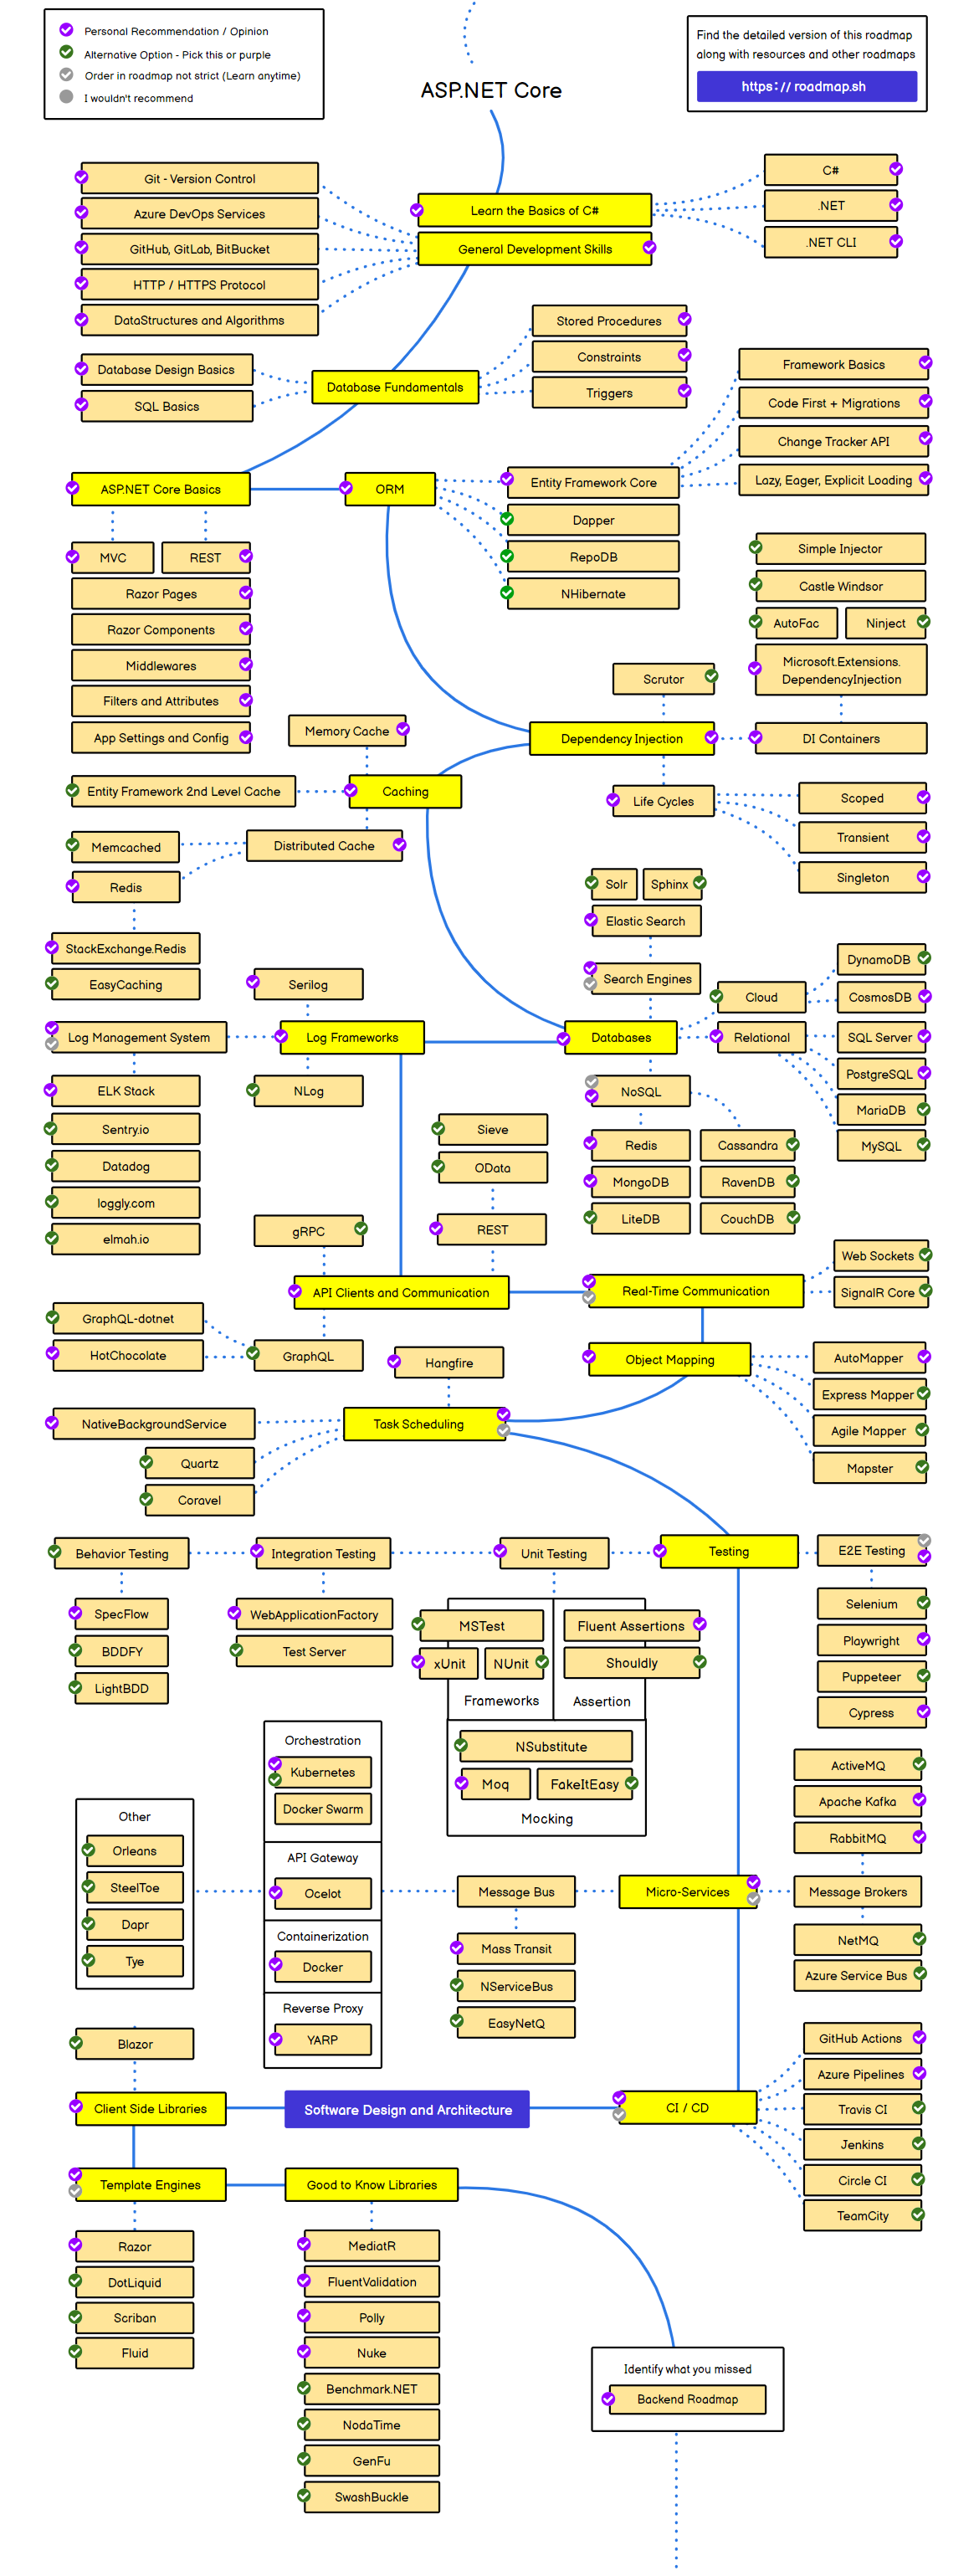 Personal Recommendation / Opinion
Alternative Option - Pick this or purple
Order in roadmap not strict (Learn anytime)
I wouldn't recommend
Find the detailed version of this roadmap
along with resources and other roadmaps
https://roadmap.sh
ASP.NET Core
Git - Version Control
Azure DevOps Services
GitHub, GitLab, BitBucket
HTTP / HTTPS Protocol
DataStructures and Algorithms
Learn the Basics of C#
General Development Skills
C#
.NET
.NET CLI
Database Design Basics
SQL Basics
Database Fundamentals
Stored Procedures
Constraints
Triggers
Framework Basics
Code First + Migrations
Change Tracker API
Lazy, Eager, Explicit Loading
ASP.NET Core Basics
ORM
Entity Framework Core
Dapper
RepoDB
NHibernate
MVC
REST
Razor Pages
Razor Components
Middlewares
Filters and Attributes
App Settings and Config
Simple Injector
Castle Windsor
AutoFac
Ninject
Microsoft.Extensions.
DependencyInjection
Scrutor
Dependency Injection
DI Containers
Memory Cache
Entity Framework 2nd Level Cache
Caching
Life Cycles
Scoped
Transient
Singleton
Memcached
Distributed Cache
Redis
StackExchange.Redis
EasyCaching
Solr
Sphinx
Elastic Search
Search Engines
Serilog
Log Management System
Log Frameworks
NLog
Databases
Cloud
Relational
DynamoDB
CosmosDB
SQL Server
PostgreSQL
MariaDB
MySQL
ELK Stack
Sentry.io
Datadog
loggly.com
elmah.io
NoSQL
Redis
Cassandra
MongoDB
RavenDB
LiteDB
CouchDB
Sieve
OData
REST
gRPC
API Clients and Communication
Real-Time Communication
Web Sockets
SignalR Core
GraphQL-dotnet
HotChocolate
GraphQL
Hangfire
Object Mapping
AutoMapper
Express Mapper
Agile Mapper
Mapster
NativeBackgroundService
Quartz
Coravel
Task Scheduling
Behavior Testing
Integration Testing
Unit Testing
Testing
E2E Testing
SpecFlow
BDDFY
LightBDD
WebApplicationFactory
Test Server
MSTest
xUnit
NUnit
Frameworks
Fluent Assertions
Shouldly
Assertion
NSubstitute
Moq
FakeItEasy
Mocking
Selenium
Playwright
Puppeteer
Cypress
Orchestration
Kubernetes
Docker Swarm
API Gateway
Ocelot
Containerization
Docker
Reverse Proxy
YARP
Other
Orleans
SteelToe
Dapr
Tye
Message Bus
Mass Transit
NServiceBus
EasyNetQ
Micro-Services
ActiveMQ
Apache Kafka
RabbitMQ
Message Brokers
NetMQ
Azure Service Bus
Blazor
Client Side Libraries
Software Design and Architecture
CI / CD
GitHub Actions
Azure Pipelines
Travis CI
Jenkins
Circle CI
TeamCity
Template Engines
Good to Know Libraries
Razor
DotLiquid
Scriban
Fluid
MediatR
FluentValidation
Polly
Nuke
Benchmark.NET
NodaTime
GenFu
SwashBuckle
Identify what you missed
Backend Roadmap